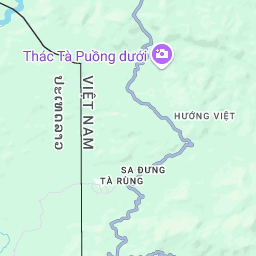 Thác Tà Puồng dưới
ປະເທດລາວ
VIỆT NAM
HƯỚNG VIỆT
SA ĐƯNG
TÀ RÙNG